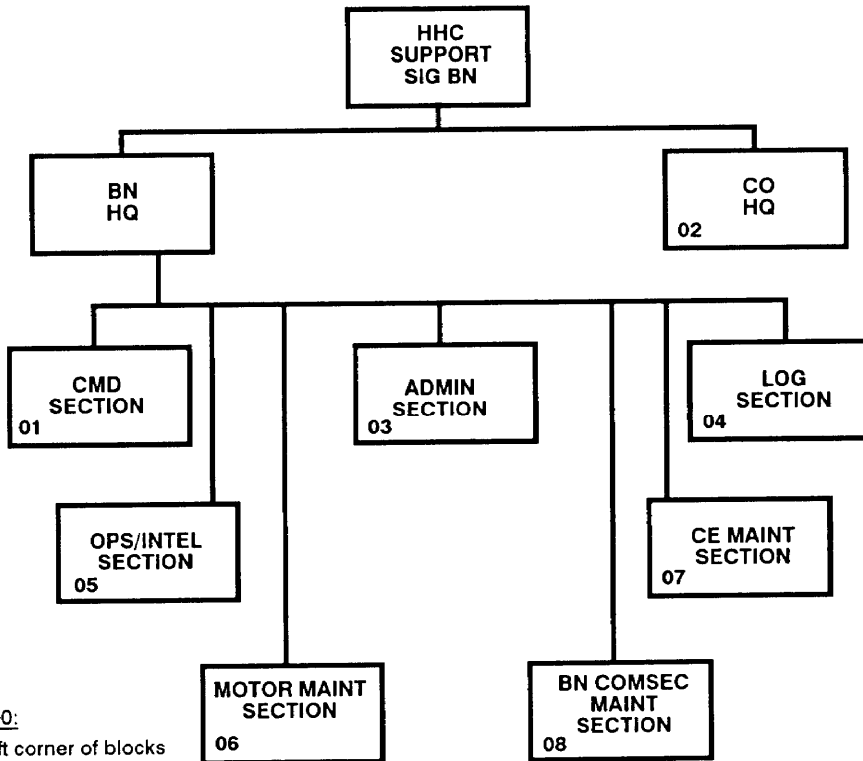 HHC
SUPPORT
SIG BN
BN
HQ
CO
HQ
02
CMD
SECTION
01
ADMIN
SECTION
03
LOG
SECTION
04
OPS/INTEL
SECTION
05
CE MAINT
SECTION
07
MOTOR MAINT
SECTION
06
BN COMSEC
MAINT
SECTION
08
0:
ft corner of blocks